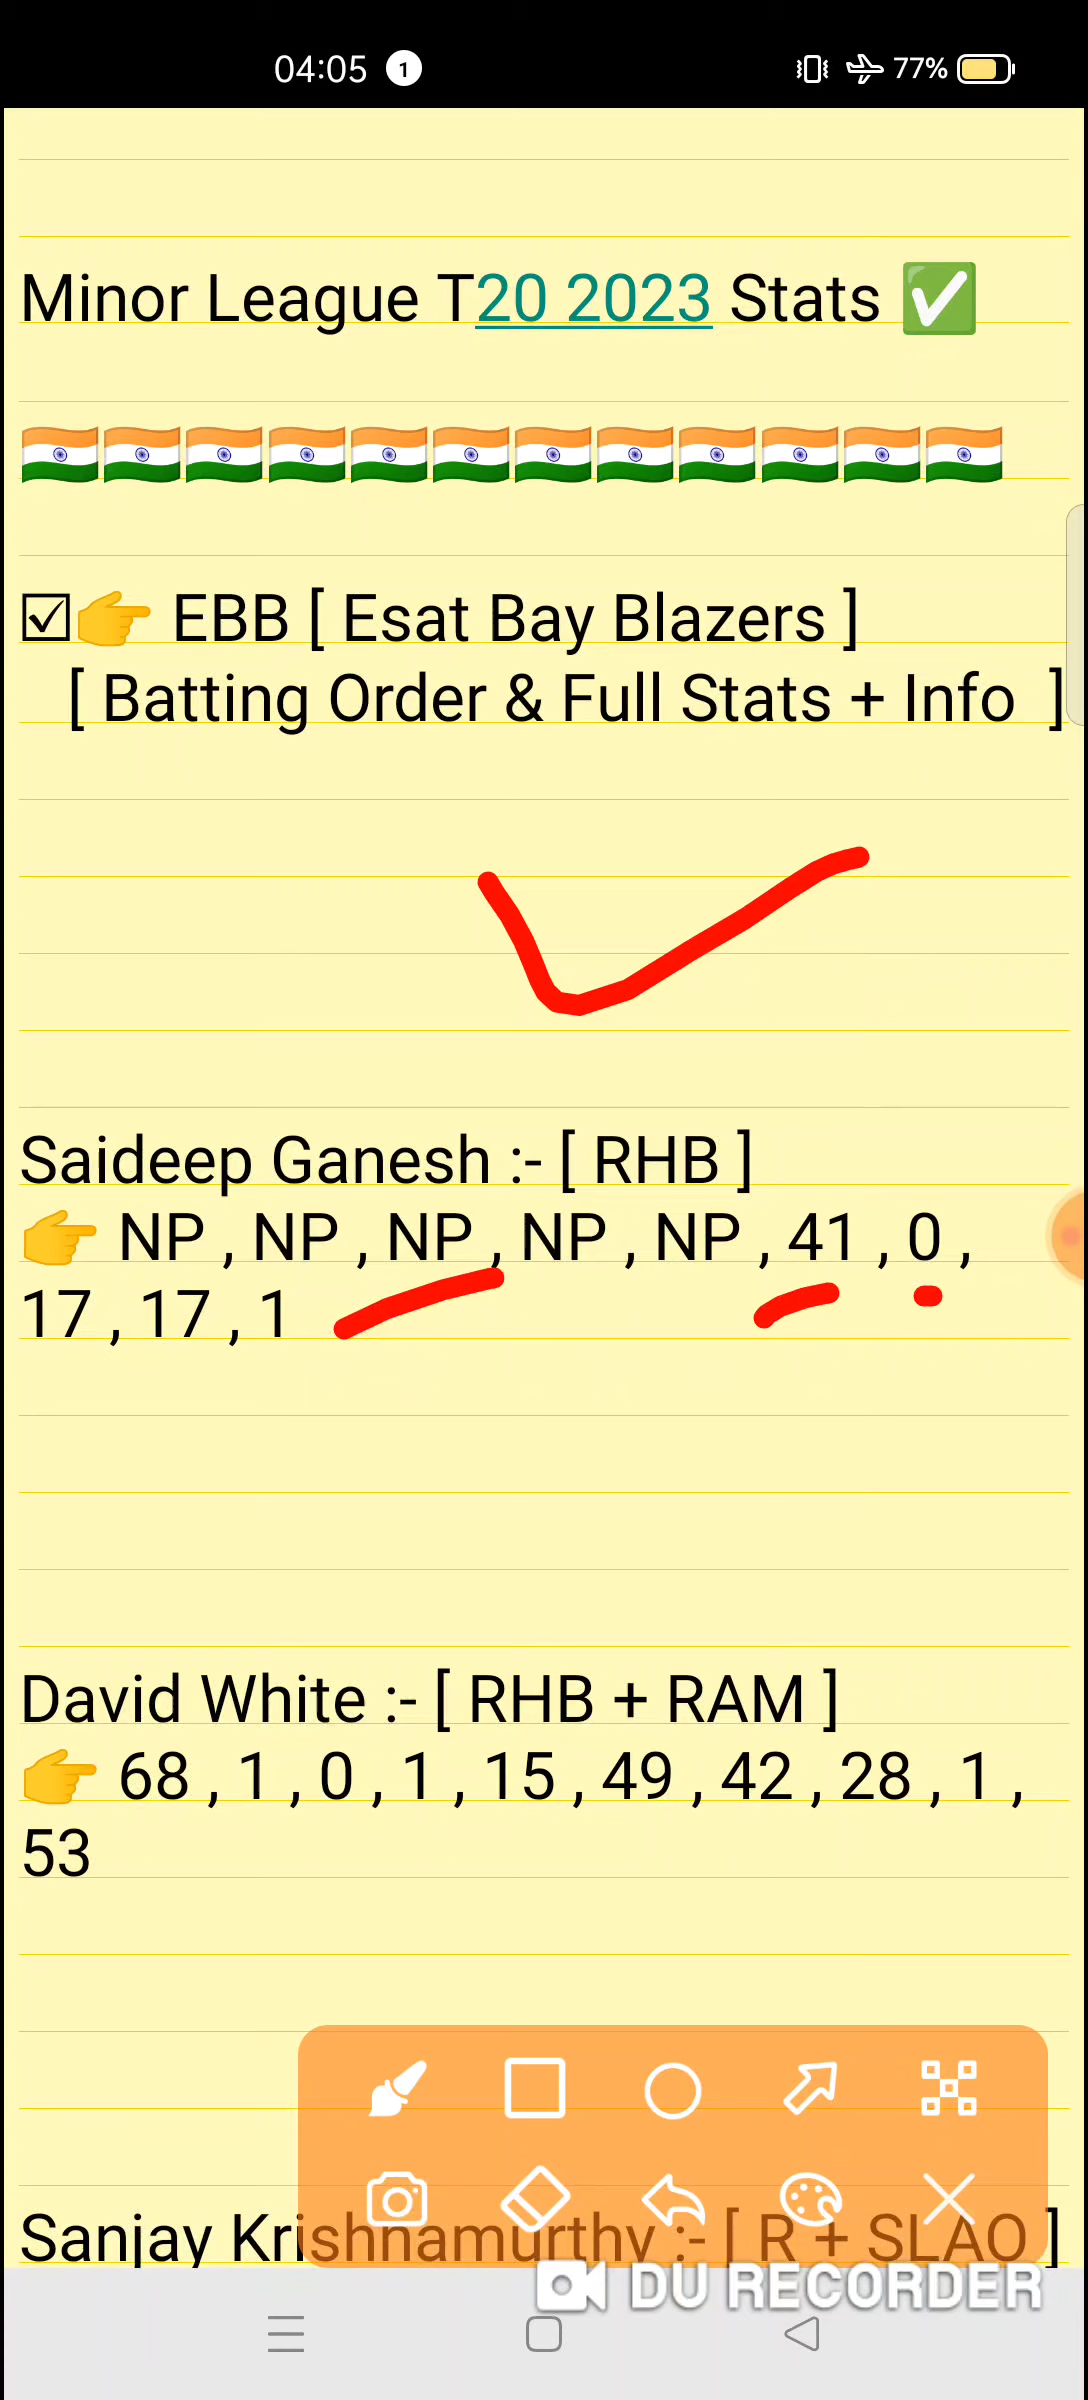 04:05 1 77%
Minor League T20 2023 Stats ✅
🇮🇳🇮🇳🇮🇳🇮🇳🇮🇳🇮🇳🇮🇳🇮🇳🇮🇳🇮🇳🇮🇳🇮🇳
☑👉 EBB [ Esat Bay Blazers ]
[ Batting Order & Full Stats + Info ]
Saideep Ganesh :- [ RHB ]
👉 NP , NP , NP , NP , NP , 41 , 0 ,
17 , 17 , 1
David White :- [ RHB + RAM ]
👉 68 , 1 , 0 , 1 , 15 , 49 , 42 , 28 , 1 ,
53
Sanjay Krishnamurthy :- [ R + SLAO ]
DU RECORDER